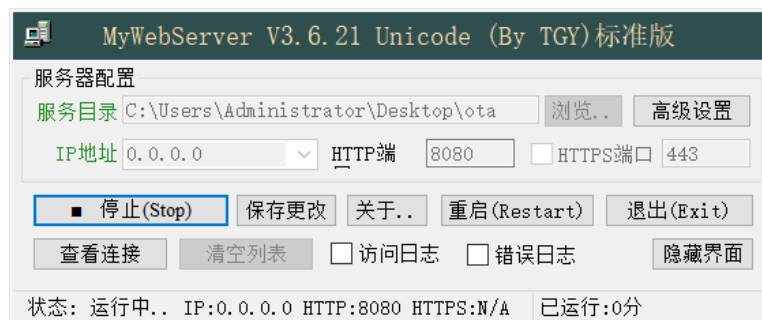 MyWebServer V3.6.21 Unicode (By TGY)标准版
服务器配置
服务目录 C:\Users\Administrator\Desktop\ota 浏览.. 高级设置
IP地址 0.0.0.0 HTTP端 8080 HTTPS端口 443
停止(Stop) 保存更改 关于.. 重启(Restart) 退出(Exit)
查看连接 清空列表 访问日志 错误日志 隐藏界面
状态: 运行中.. IP:0.0.0.0 HTTP:8080 HTTPS:N/A 已运行:0分